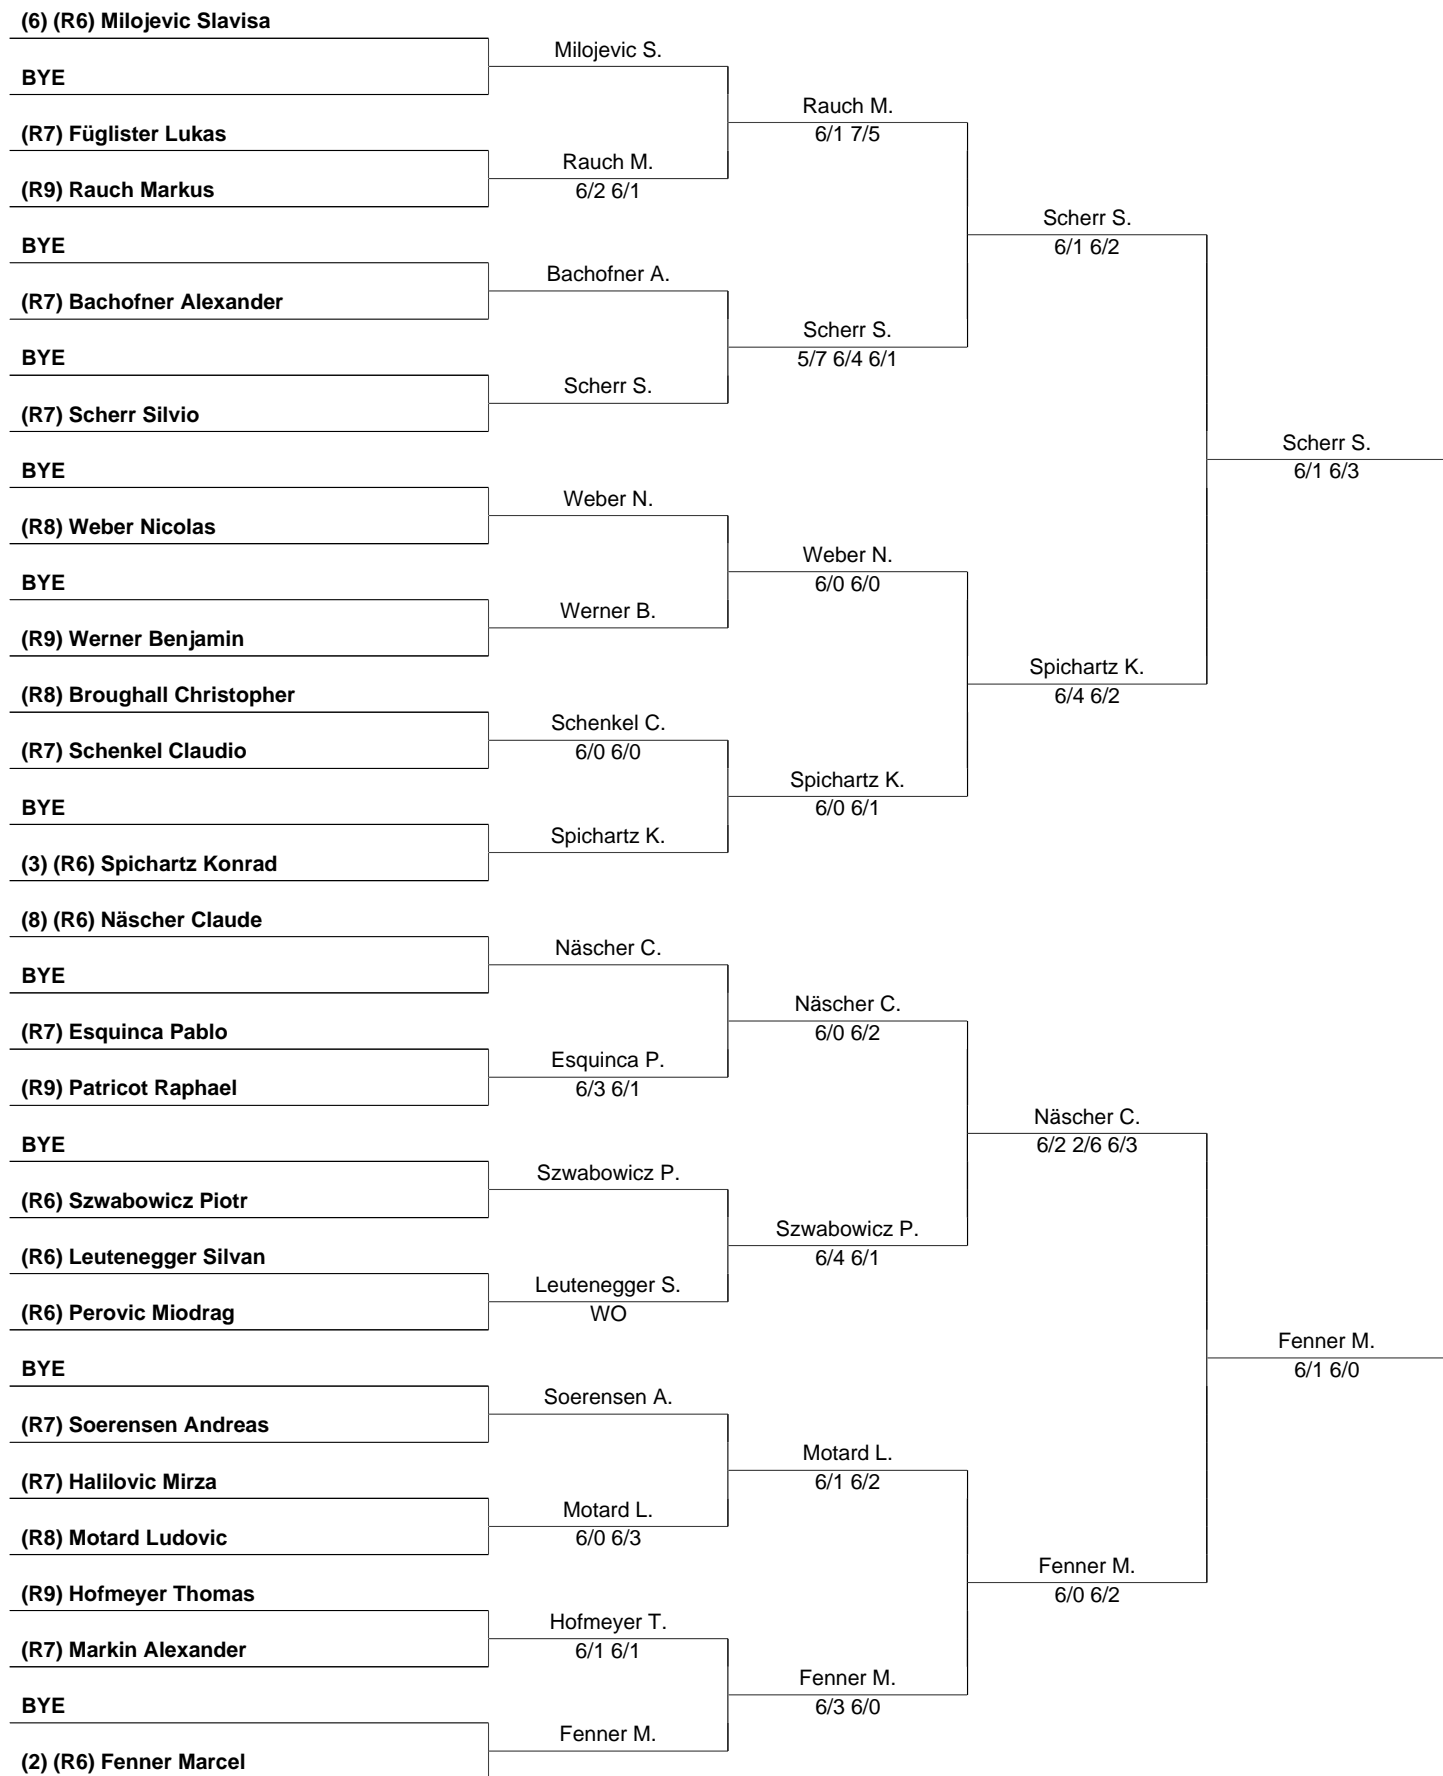 (6) (R6) Milojevic Slavisa
Milojevic S.
BYE
Rauch M.
6/1 7/5
(R7) Füglister Lukas
Rauch M.
6/2 6/1
(R9) Rauch Markus
Scherr S.
6/1 6/2
BYE
Bachofner A.
(R7) Bachofner Alexander
Scherr S.
5/7 6/4 6/1
BYE
Scherr S.
(R7) Scherr Silvio
Scherr S.
6/1 6/3
BYE
Weber N.
(R8) Weber Nicolas
Weber N.
6/0 6/0
BYE
Werner B.
(R9) Werner Benjamin
Spichartz K.
6/4 6/2
(R8) Broughall Christopher
Schenkel C.
6/0 6/0
(R7) Schenkel Claudio
Spichartz K.
6/0 6/1
BYE
Spichartz K.
(3) (R6) Spichartz Konrad
(8) (R6) Näscher Claude
Näscher C.
BYE
Näscher C.
6/0 6/2
(R7) Esquinca Pablo
Esquinca P.
6/3 6/1
(R9) Patricot Raphael
Näscher C.
6/2 2/6 6/3
BYE
Szwabowicz P.
(R6) Szwabowicz Piotr
Szwabowicz P.
6/4 6/1
(R6) Leutenegger Silvan
Leutenegger S.
WO
(R6) Perovic Miodrag
Fenner M.
6/1 6/0
BYE
Soerensen A.
(R7) Soerensen Andreas
Motard L.
6/1 6/2
(R7) Halilovic Mirza
Motard L.
6/0 6/3
(R8) Motard Ludovic
Fenner M.
6/0 6/2
(R9) Hofmeyer Thomas
Hofmeyer T.
6/1 6/1
(R7) Markin Alexander
Fenner M.
6/3 6/0
BYE
Fenner M.
(2) (R6) Fenner Marcel